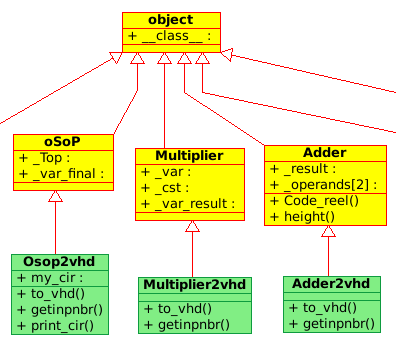 object
+ __class__ :
oSoP
+ _Top :
+ _var_final :
Multiplier
+ _var :
+ _cst :
+ _var_result :
Adder
+ _result :
+ _operands[2] :
+ Code_reel()
+ height()
Osop2vhd
+ my_cir :
+ to_vhd()
+ getinpnbr()
+ print_cir()
Multiplier2vhd
+ to_vhd()
+ getinpnbr()
Adder2vhd
+ to_vhd()
+ getinpnbr()